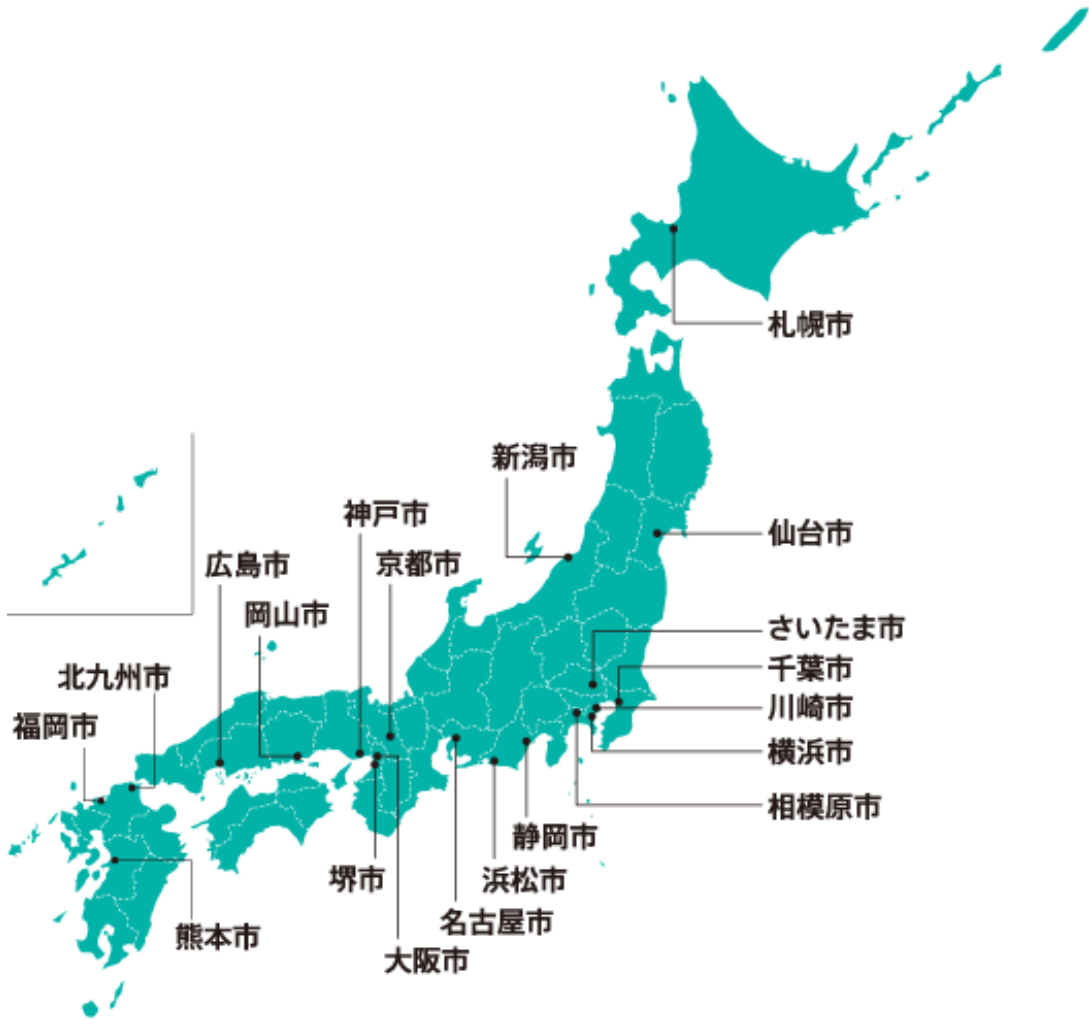 札幌市
新潟市
神戸市
仙台市
広島市
京都市
岡山市
さいたま市
千葉市
北九州市
川崎市
福岡市
横浜市
相模原市
静岡市
堺市
浜松市
名古屋市
熊本市
大阪市